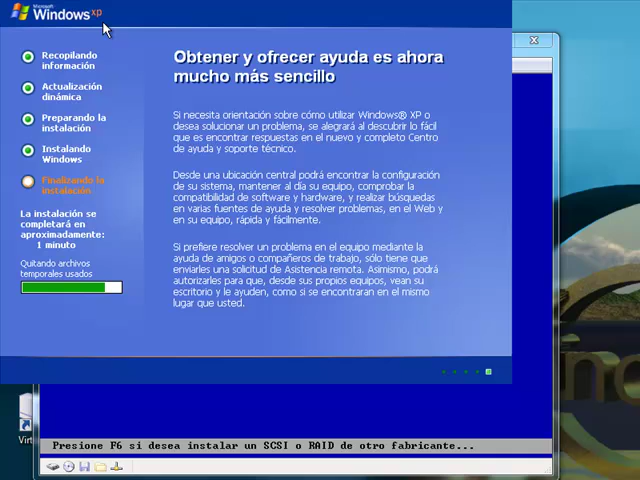 Microsoft
Windows xp
Recopilando
información
Actualización
dinámica
Preparando la
instalación
Instalando
Windows
Finalizando la
instalación
La instalación se
completará en
aproximadamente:
1 minuto
Quitando archivos
temporales usados
Obtener y ofrecer ayuda es ahora
mucho más sencillo
Si necesita orientación sobre cómo utilizar Windows® XP o
desea solucionar un problema, se alegrará al descubrir lo fácil
que es encontrar respuestas en el nuevo y completo Centro
de ayuda y soporte técnico.
Desde una ubicación central podrá encontrar la configuración
de su sistema, mantener al día su equipo, comprobar la
compatibilidad de software y hardware, y realizar búsquedas
en varias fuentes de ayuda y resolver problemas, en el Web y
en su equipo, rápida y fácilmente.
Si prefiere resolver un problema en el equipo mediante la
ayuda de amigos o compañeros de trabajo, sólo tiene que
enviarles una solicitud de Asistencia remota. Asimismo, podrá
autorizarles para que, desde sus propios equipos, vean su
escritorio y le ayuden, como si se encontraran en el mismo
lugar que usted.
Virt
Presione F6 si desea instalar un SCSI o RAID de otro fabricante...